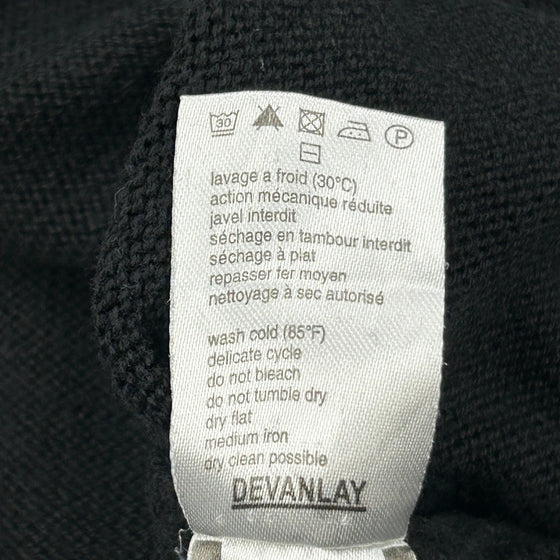 30 P
lavage a froid (30°C)
action mécanique réduite
javel interdit
séchage en tambour interdit
séchage à plat
repasser fer moyen
nettoyage à sec autorisé
wash cold (85°F)
delicate cycle
do not bleach
do not tumble dry
dry flat
medium iron
dry clean possible
DEVANLAY